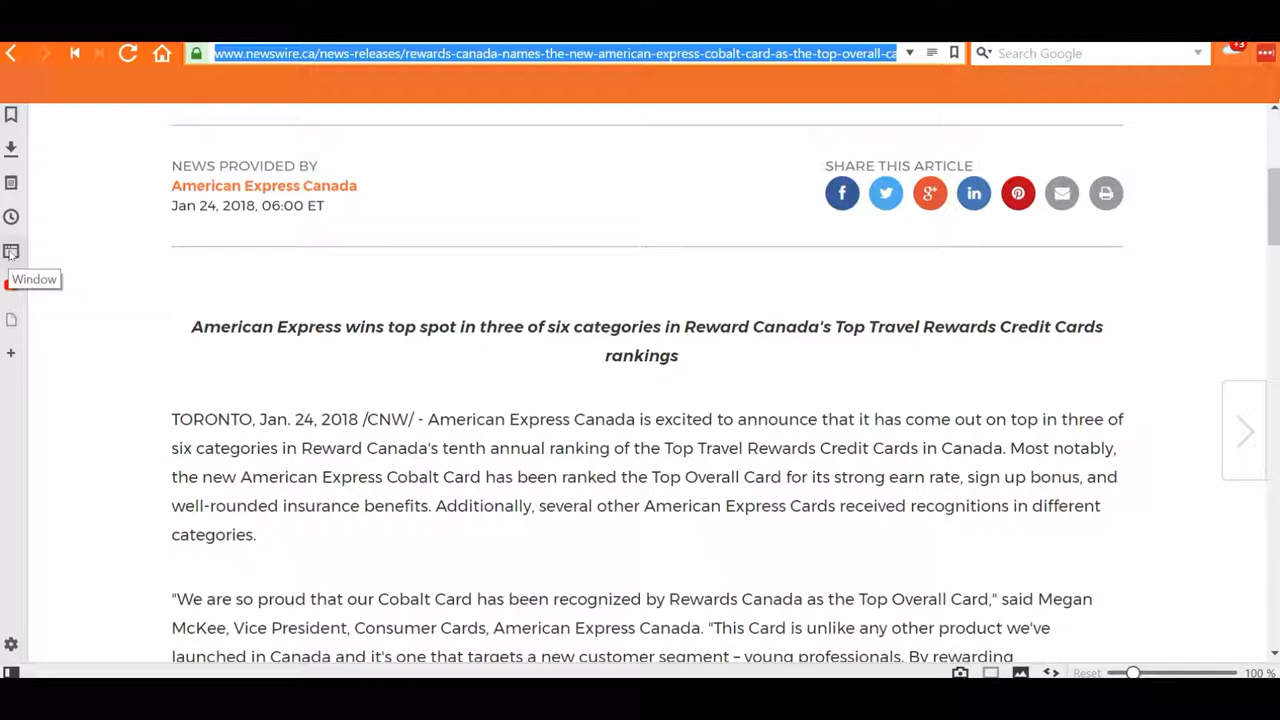 www.newswire.ca/news-releases/rewards-canada-names-the-new-american-express-cobalt-card-as-the-top-overall-ca
Search Google
+3
NEWS PROVIDED BY
American Express Canada
Jan 24, 2018, 06:00 ET
SHARE THIS ARTICLE
Window
American Express wins top spot in three of six categories in Reward Canada's Top Travel Rewards Credit Cards
rankings
TORONTO, Jan. 24, 2018 /CNW/ - American Express Canada is excited to announce that it has come out on top in three of
six categories in Reward Canada's tenth annual ranking of the Top Travel Rewards Credit Cards in Canada. Most notably,
the new American Express Cobalt Card has been ranked the Top Overall Card for its strong earn rate, sign up bonus, and
well-rounded insurance benefits. Additionally, several other American Express Cards received recognitions in different
categories.
"We are so proud that our Cobalt Card has been recognized by Rewards Canada as the Top Overall Card," said Megan
McKee, Vice President, Consumer Cards, American Express Canada. "This Card is unlike any other product we've
launched in Canada and it's one that targets a new customer segment – young professionals. By rewarding
Reset
100 %